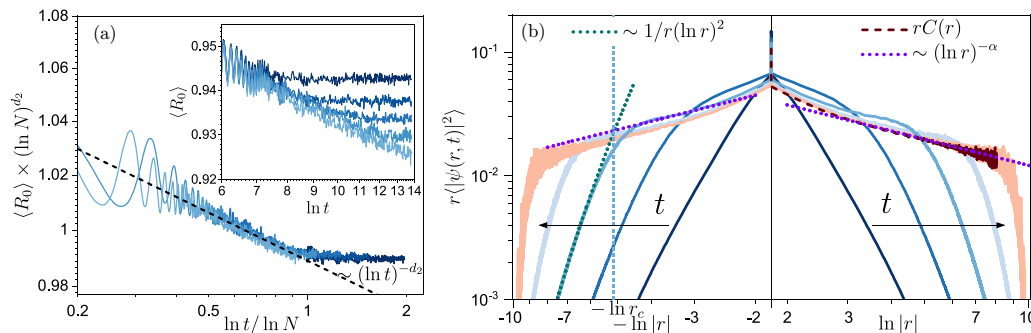 (a)
1.08
1.06
1.04
1.02
1
0.98
⟨R₀⟩ × (ln N)^{d₂}
0.2
0.5
1
2
ln t/ ln N
∼ (ln t)^{-d₂}
0.95
0.94
0.93
0.92
⟨R₀⟩
6
7
8
9
10
11
12
13
14
ln t
(b)
∼ 1/r(ln r)²
rC(r)
∼ (ln r)^{-α}
10⁻¹
10⁻²
10⁻³
r⟨|ψ(r, t)|²⟩
t
t
-10
-7
-5
-3
-2
2
3
5
7
10
− ln r_c
− ln |r|
ln |r|